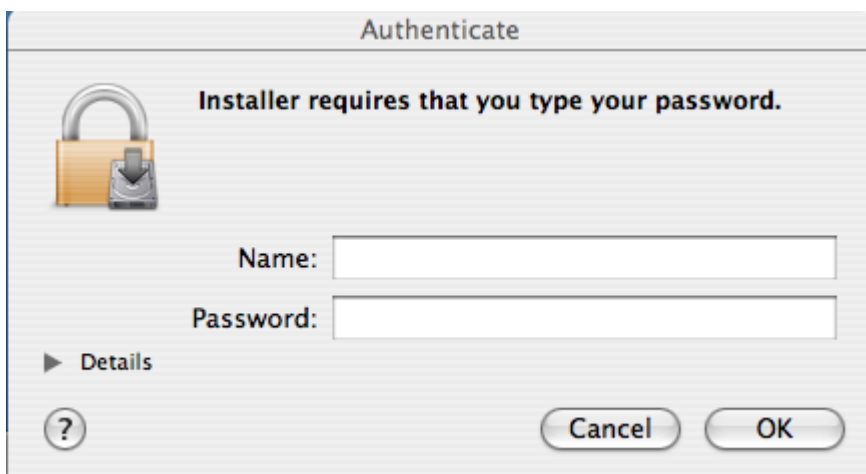 Authenticate
Installer requires that you type your password.
Name:
Password:
Details
?
Cancel
OK